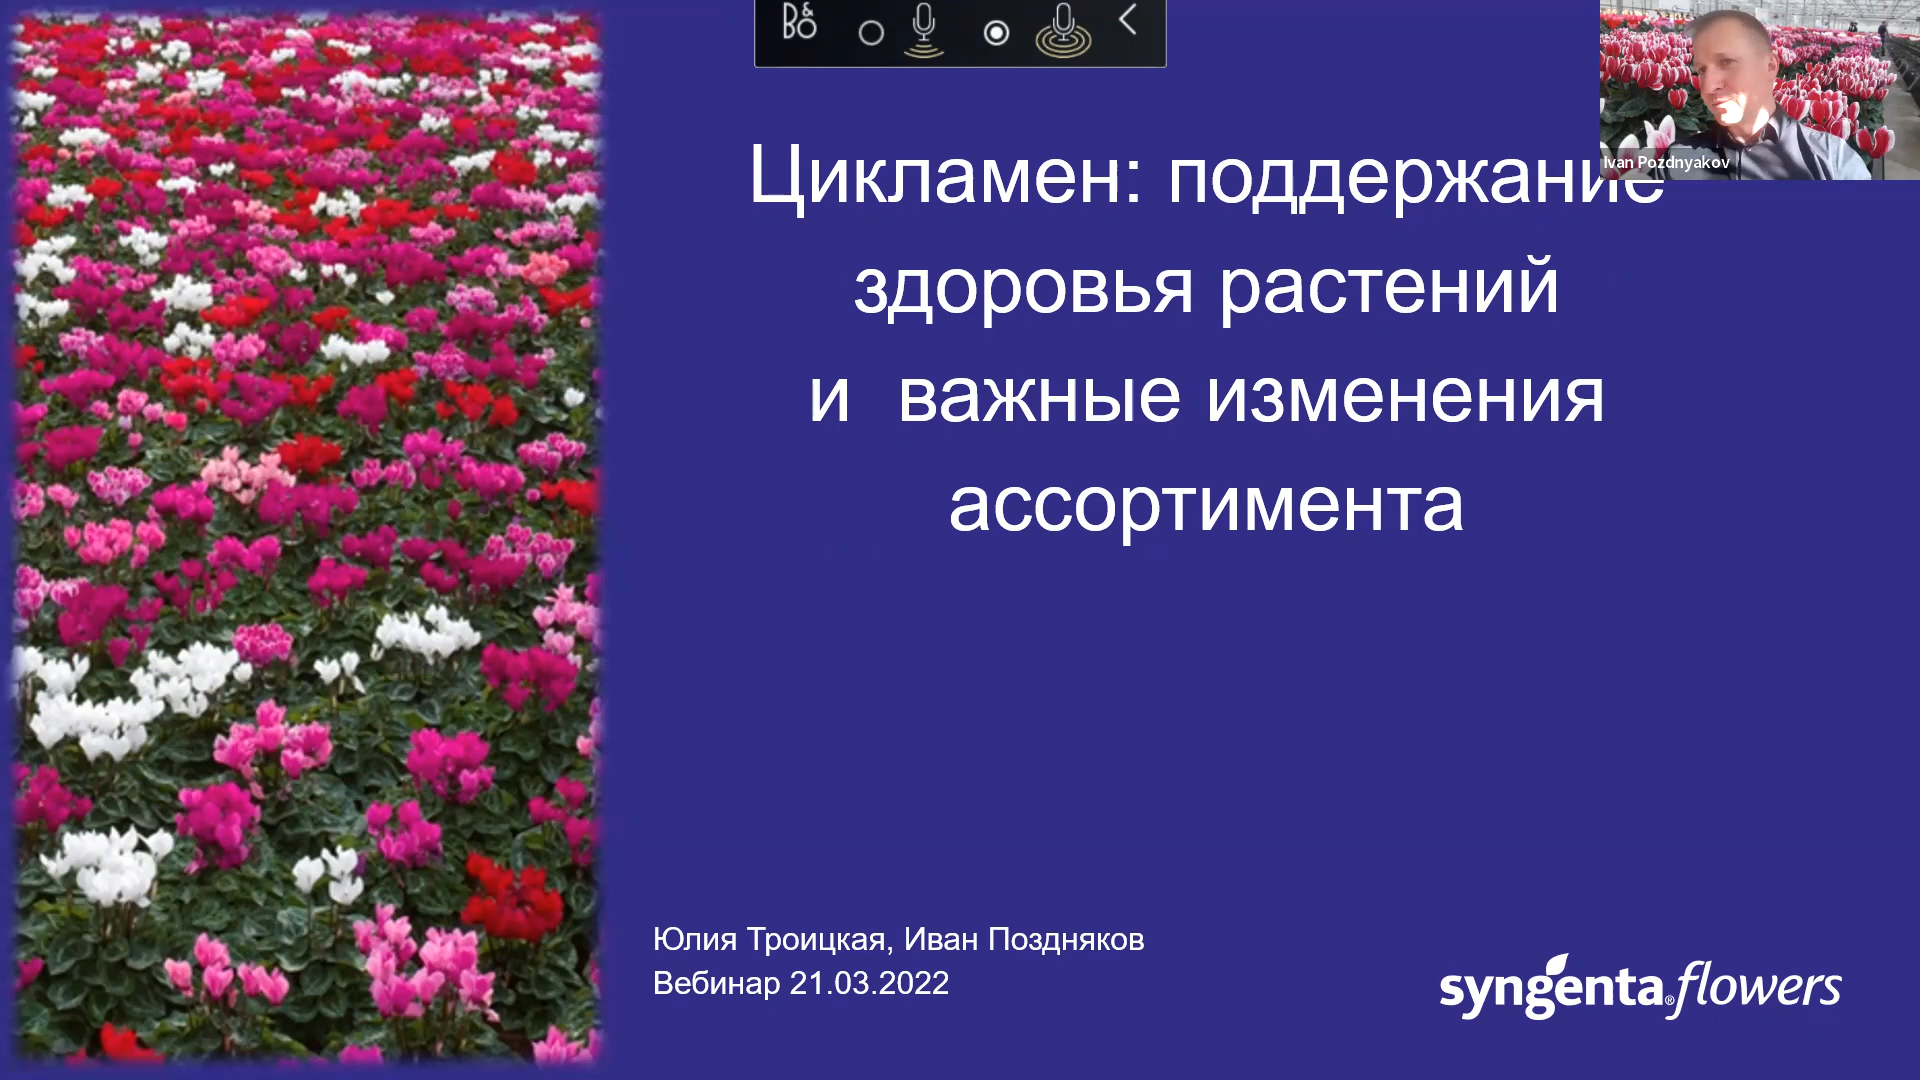 B&O
Ivan Pozdnyakov
Цикламен: поддержание
здоровья растений
и важные изменения
ассортимента
Юлия Троицкая, Иван Поздняков
Вебинар 21.03.2022
syngenta® flowers